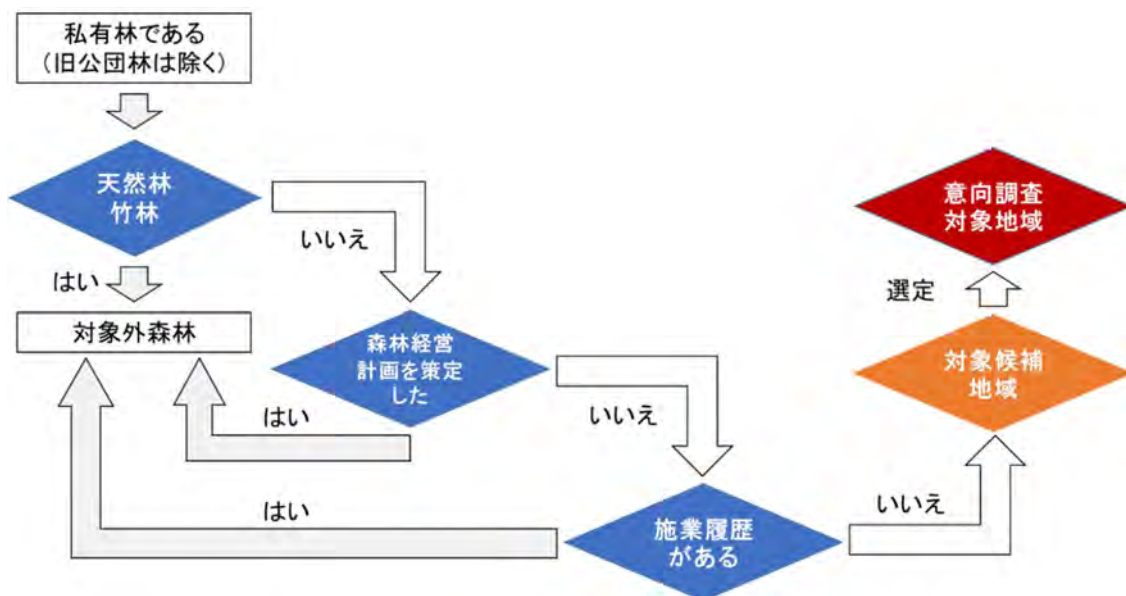 私有林である
（旧公団林は除く）
天然林
竹林
いいえ
はい
対象外森林
森林経営
計画を策定
した
はい
いいえ
はい
施業履歴
がある
いいえ
対象候補
地域
選定
意向調査
対象地域